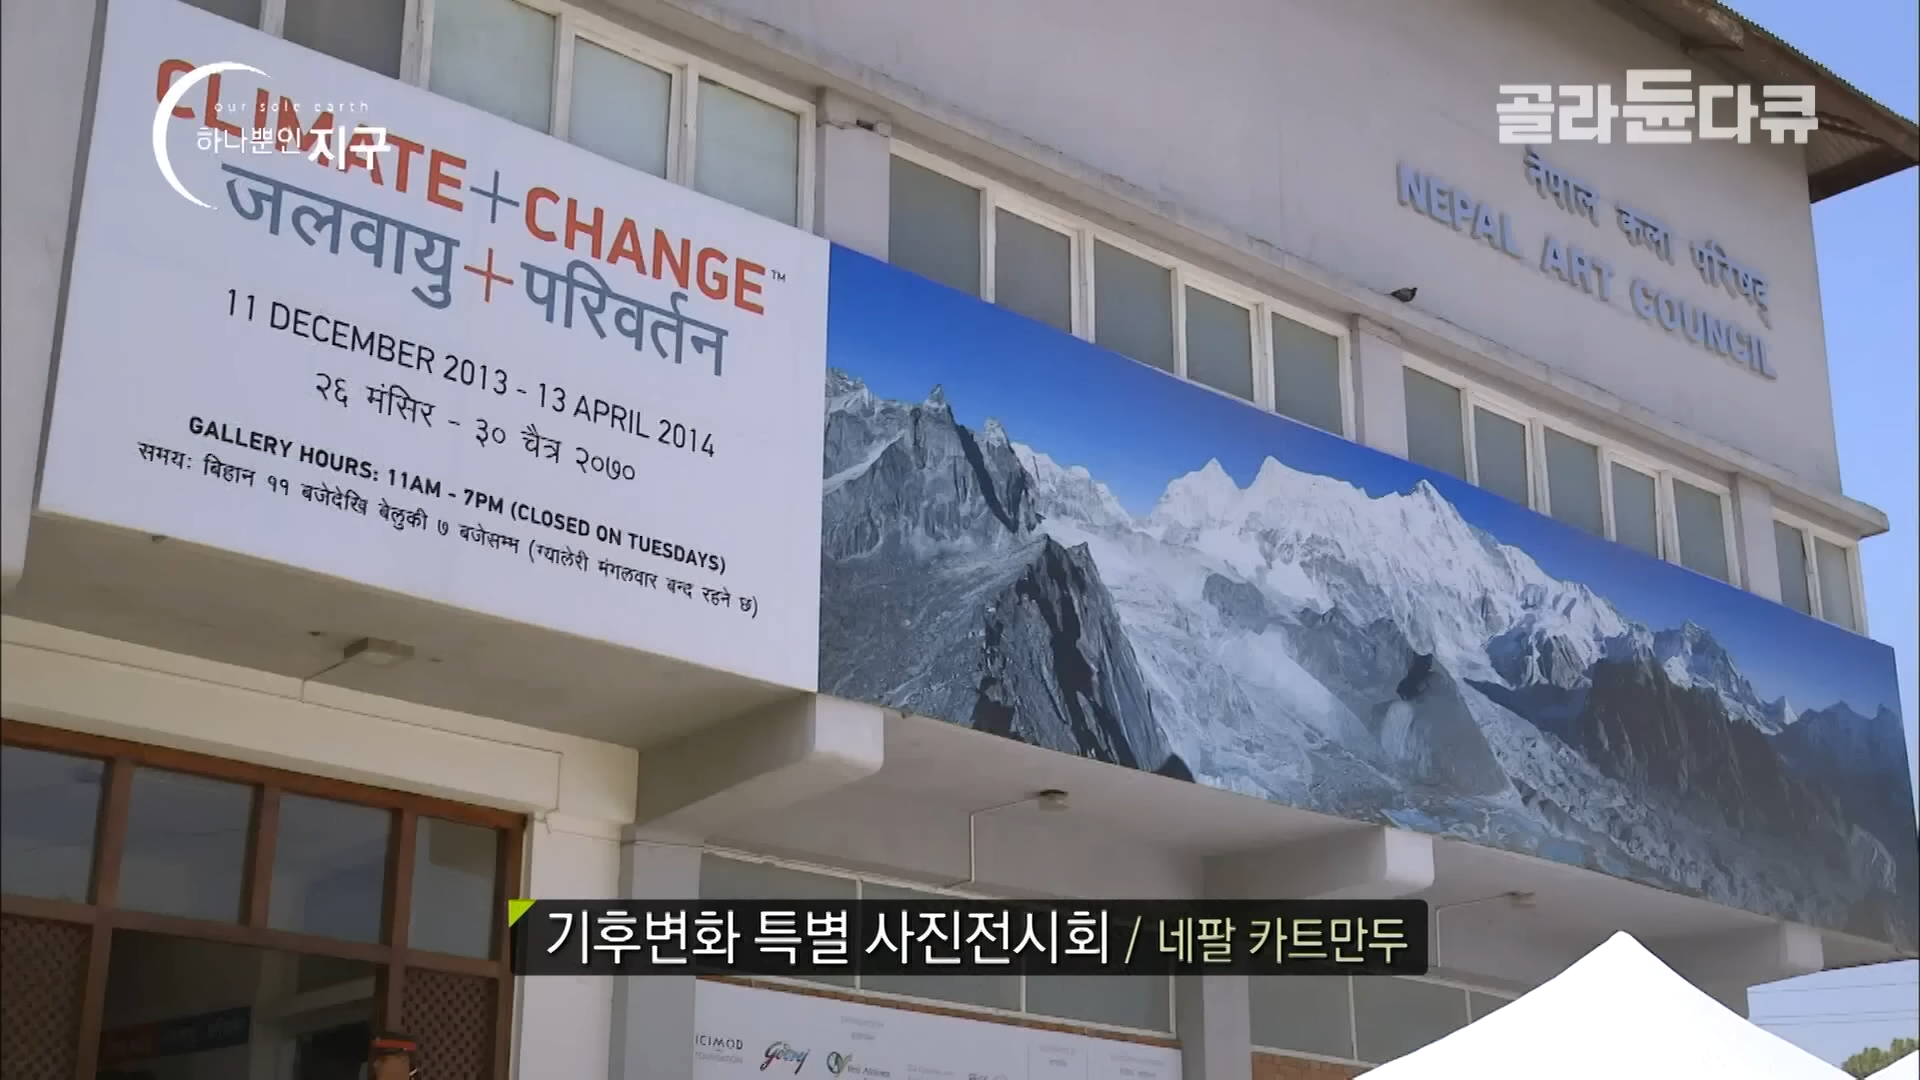 our sole earth
하나뿐인 지구
골라듄다큐
CLIMATE+CHANGE™
जलवायु+परिवर्तन
11 DECEMBER 2013 - 13 APRIL 2014
२६ मंसिर - ३० चैत्र २०७०
GALLERY HOURS: 11AM - 7PM (CLOSED ON TUESDAYS)
समयः बिहान ११ बजेदेखि बेलुकी ७ बजेसम्म (ग्यालेरी मंगलवार बन्द रहने छ)
नेपाल कला परिषद्
NEPAL ART COUNCIL
기후변화 특별 사진전시회 / 네팔 카트만두
ICIMOD
Godrej